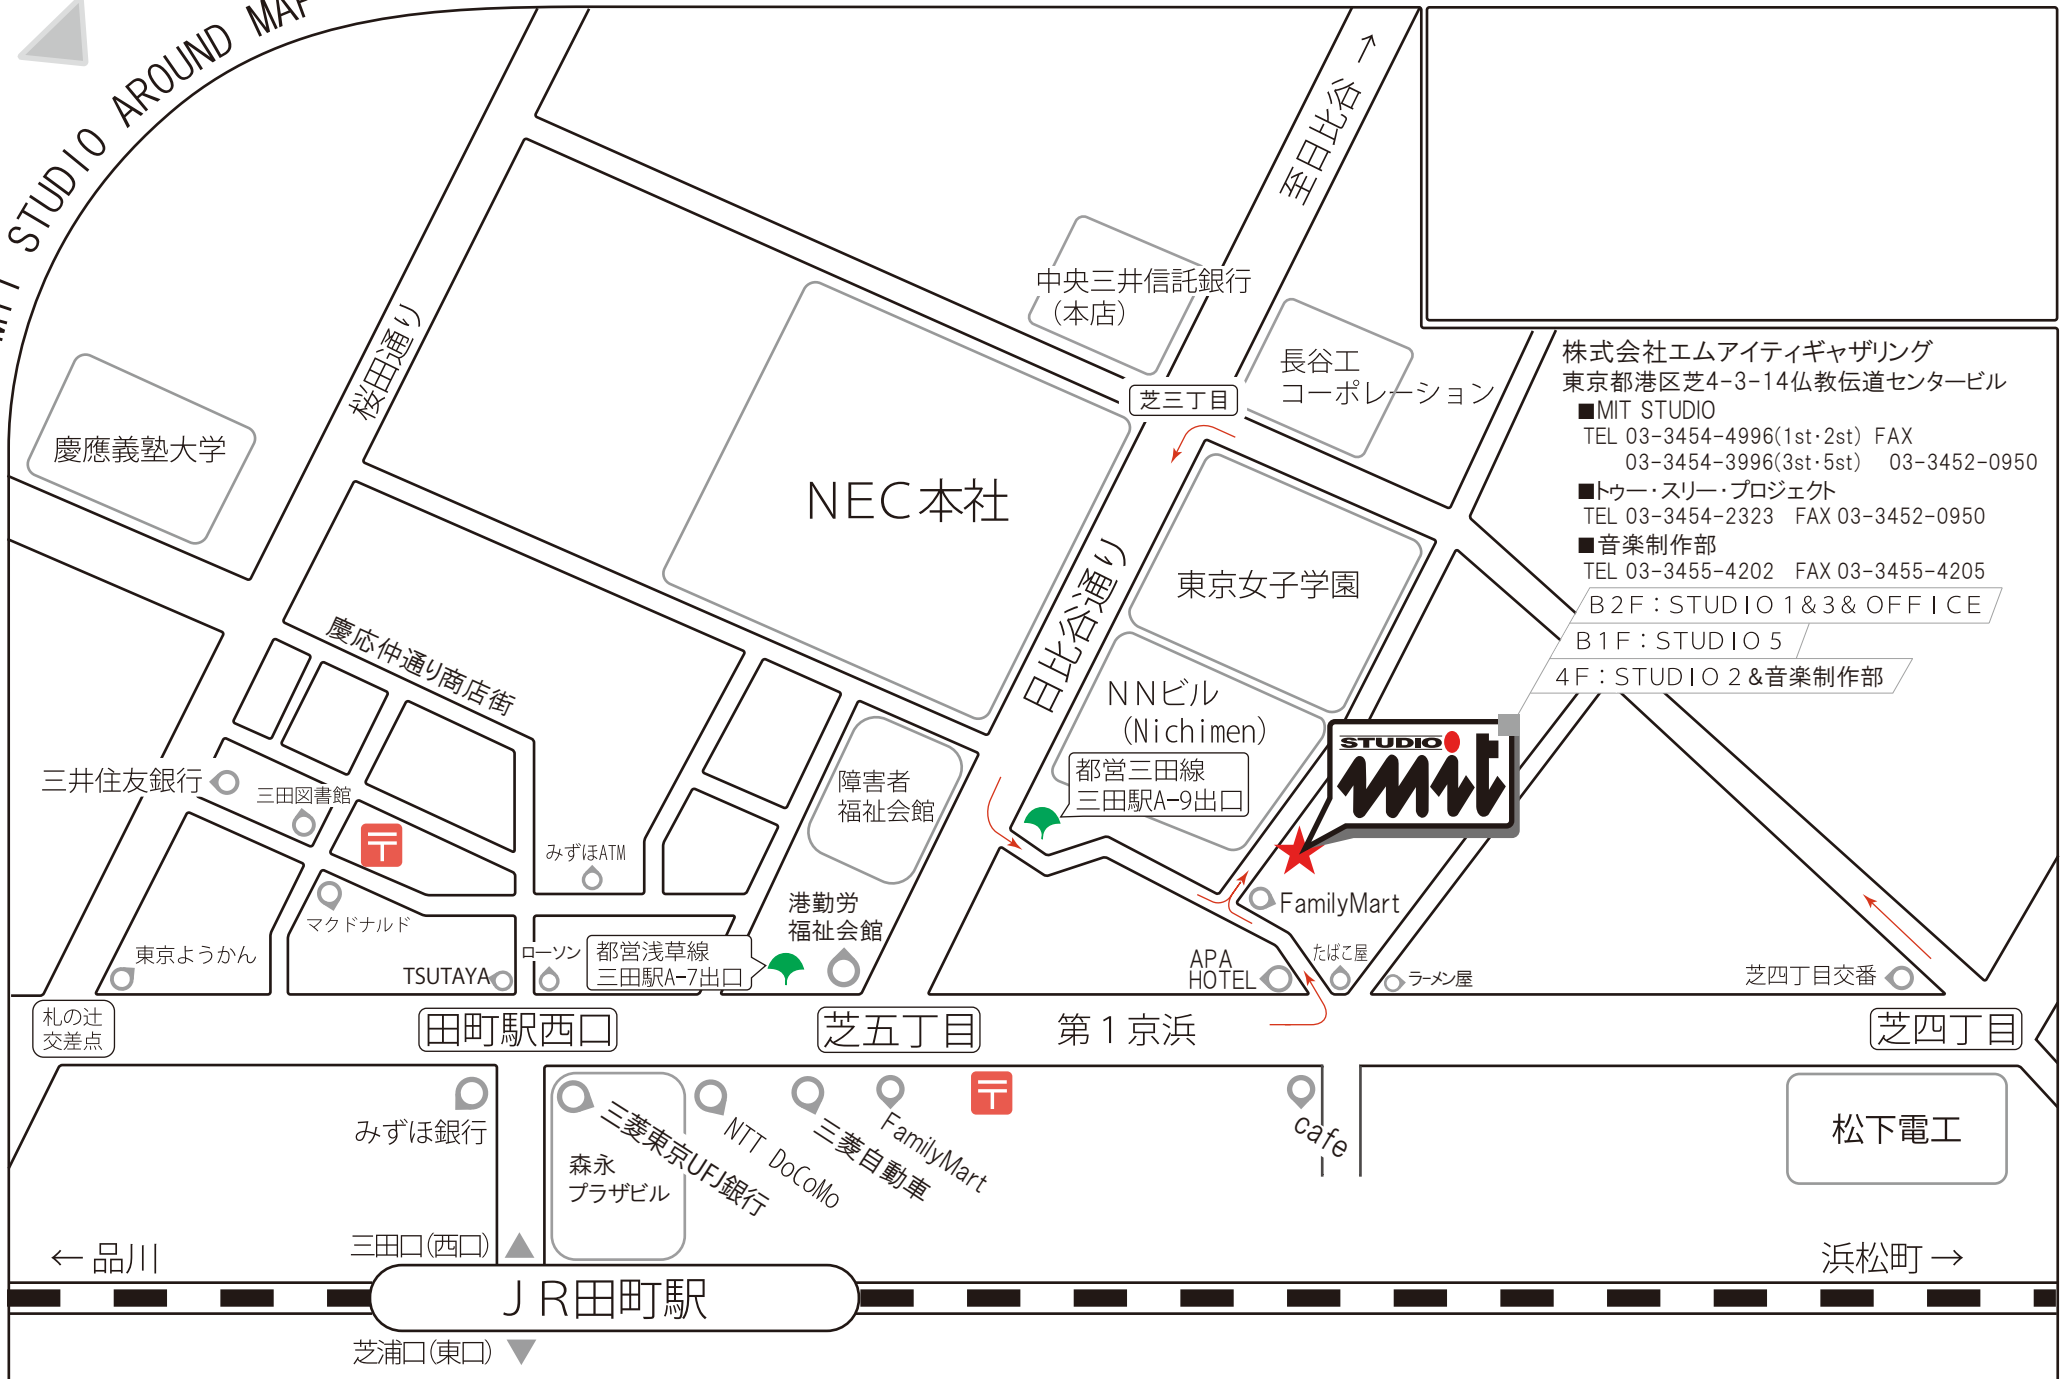 MIT STUDIO AROUND MAP
至日比谷→
中央三井信託銀行
（本店）
長谷工
コーポレーション
芝三丁目
桜田通り
慶應義塾大学
NEC本社
日比谷通り
東京女子学園
NNビル
(Nichimen)
都営三田線
三田駅A-9出口
株式会社エムアイティギャザリング
東京都港区芝4-3-14仏教伝道センタービル
■MIT STUDIO
TEL 03-3454-4996(1st･2st) FAX
03-3454-3996(3st･5st) 03-3452-0950
■トゥー・スリー・プロジェクト
TEL 03-3454-2323 FAX 03-3452-0950
■音楽制作部
TEL 03-3455-4202 FAX 03-3455-4205
B2F：STUDIO 1&3& OFFICE
B1F：STUDIO 5
4F：STUDIO 2&音楽制作部
STUDIO
mit
慶応仲通り商店街
三井住友銀行
三田図書館
〒
みずほATM
障害者
福祉会館
マクドナルド
東京ようかん
TSUTAYA
ローソン
都営浅草線
三田駅A-7出口
港勤労
福祉会館
APA
HOTEL
FamilyMart
たばこ屋
ラーメン屋
芝四丁目交番
札の辻
交差点
田町駅西口
芝五丁目
第1京浜
芝四丁目
みずほ銀行
森永
プラザビル
三菱東京UFJ銀行
NTT DoCoMo
三菱自動車
FamilyMart
〒
cafe
松下電工
←品川
三田口(西口)
JR田町駅
芝浦口(東口)
浜松町→